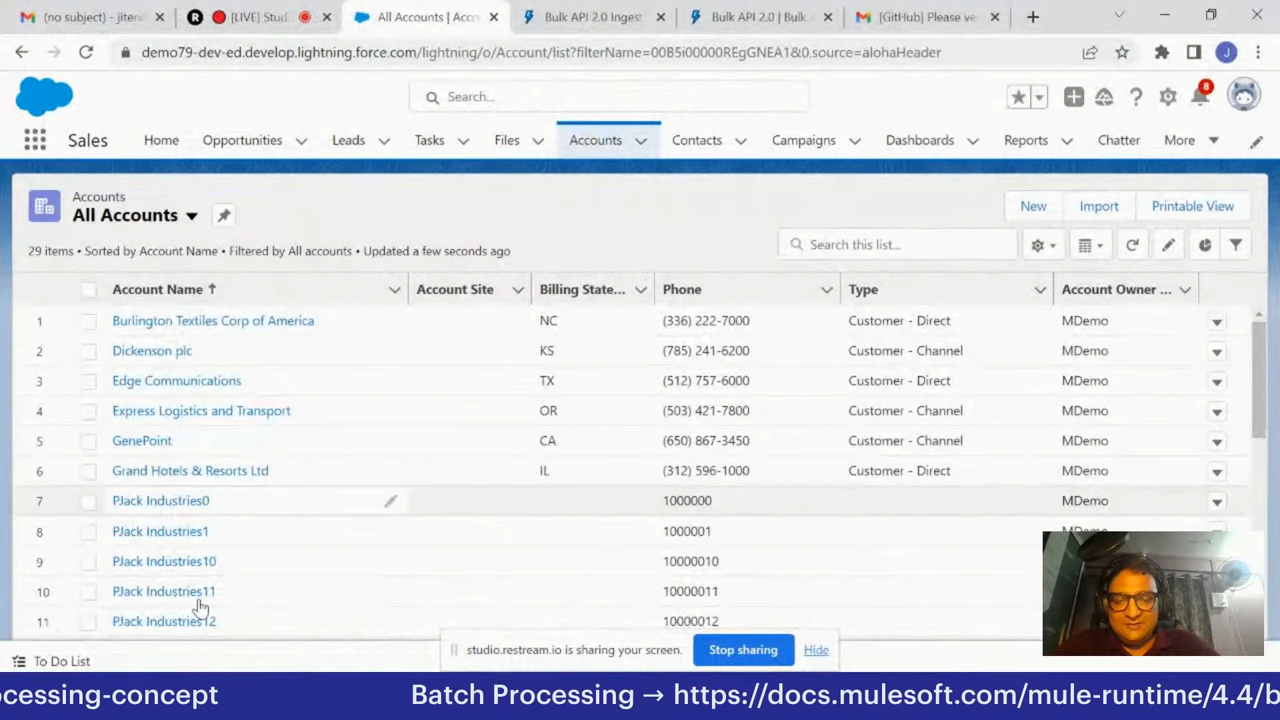 M (no subject) - jiteni
R [LIVE] Studi
All Accounts | Acco
Bulk API 2.0 Ingest
Bulk API 2.0 | Bulk
[GitHub] Please ve
demo79-dev-ed.develop.lightning.force.com/lightning/o/Account/list?filterName=00B5i00000REgGNEA1&0.source=alohaHeader
J
Search...
8
Sales Home Opportunities Leads Tasks Files Accounts Contacts Campaigns Dashboards Reports Chatter More
Accounts
All Accounts
New Import Printable View
29 items • Sorted by Account Name • Filtered by All accounts • Updated a few seconds ago
Search this list...
Account Name ↑ Account Site Billing State... Phone Type Account Owner ...
1 Burlington Textiles Corp of America NC (336) 222-7000 Customer - Direct MDemo
2 Dickenson plc KS (785) 241-6200 Customer - Channel MDemo
3 Edge Communications TX (512) 757-6000 Customer - Direct MDemo
4 Express Logistics and Transport OR (503) 421-7800 Customer - Channel MDemo
5 GenePoint CA (650) 867-3450 Customer - Channel MDemo
6 Grand Hotels & Resorts Ltd IL (312) 596-1000 Customer - Direct MDemo
7 PJack Industries0 1000000 MDemo
8 PJack Industries1 1000001 MDemo
9 PJack Industries10 10000010
10 PJack Industries11 10000011
11 PJack Industries12 10000012
studio.restream.io is sharing your screen. Stop sharing Hide
To Do List
ocessing-concept Batch Processing → https://docs.mulesoft.com/mule-runtime/4.4/b